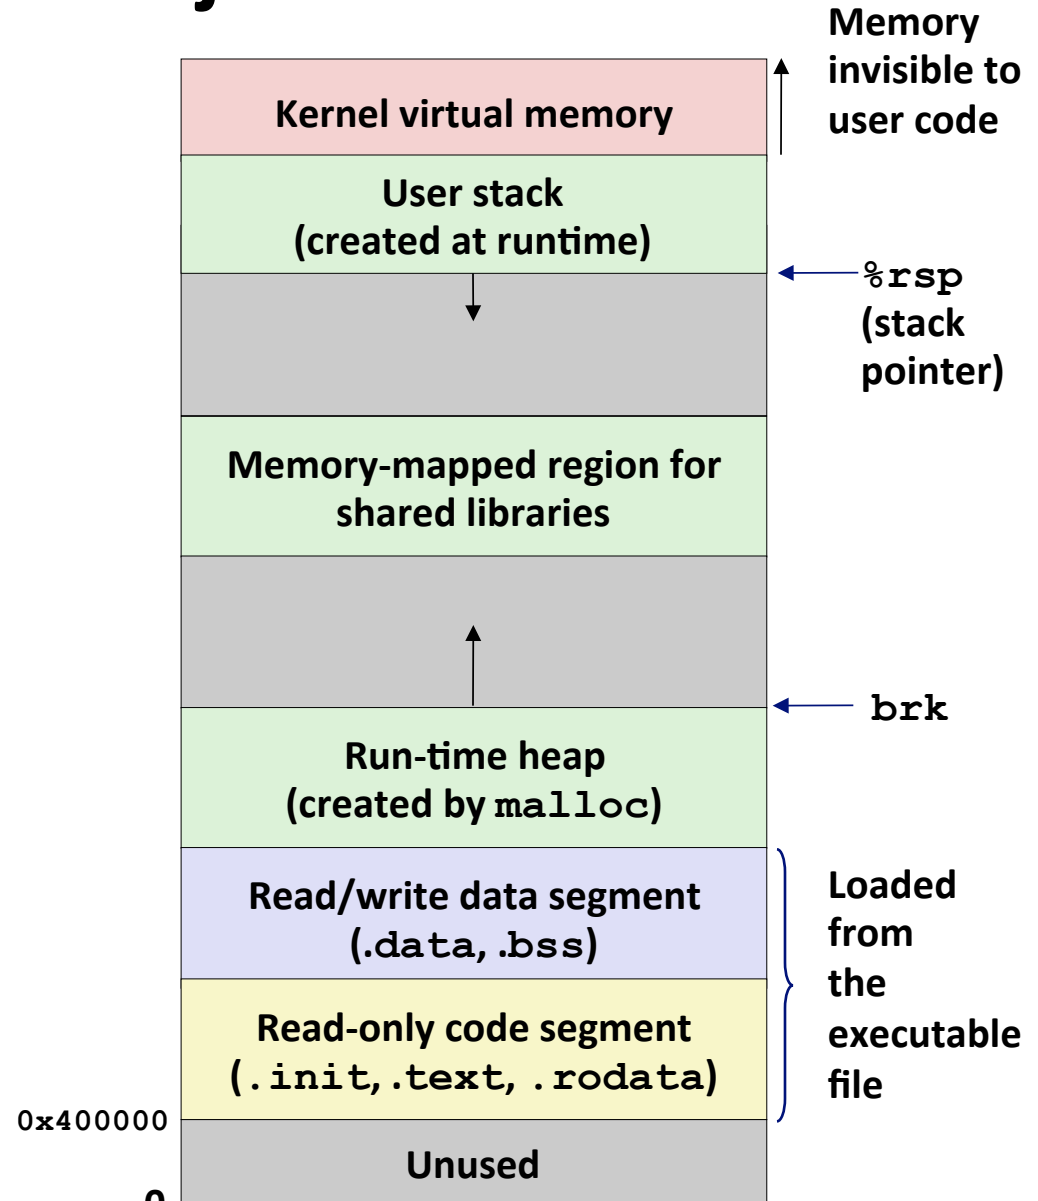 Memory
invisible to
user code
Kernel virtual memory
User stack
(created at runtime)
%rsp
(stack
pointer)
Memory-mapped region for
shared libraries
brk
Run-time heap
(created by malloc)
Read/write data segment
(.data, .bss)
Loaded
from
the
executable
file
Read-only code segment
(.init, .text, .rodata)
0x400000
Unused
0